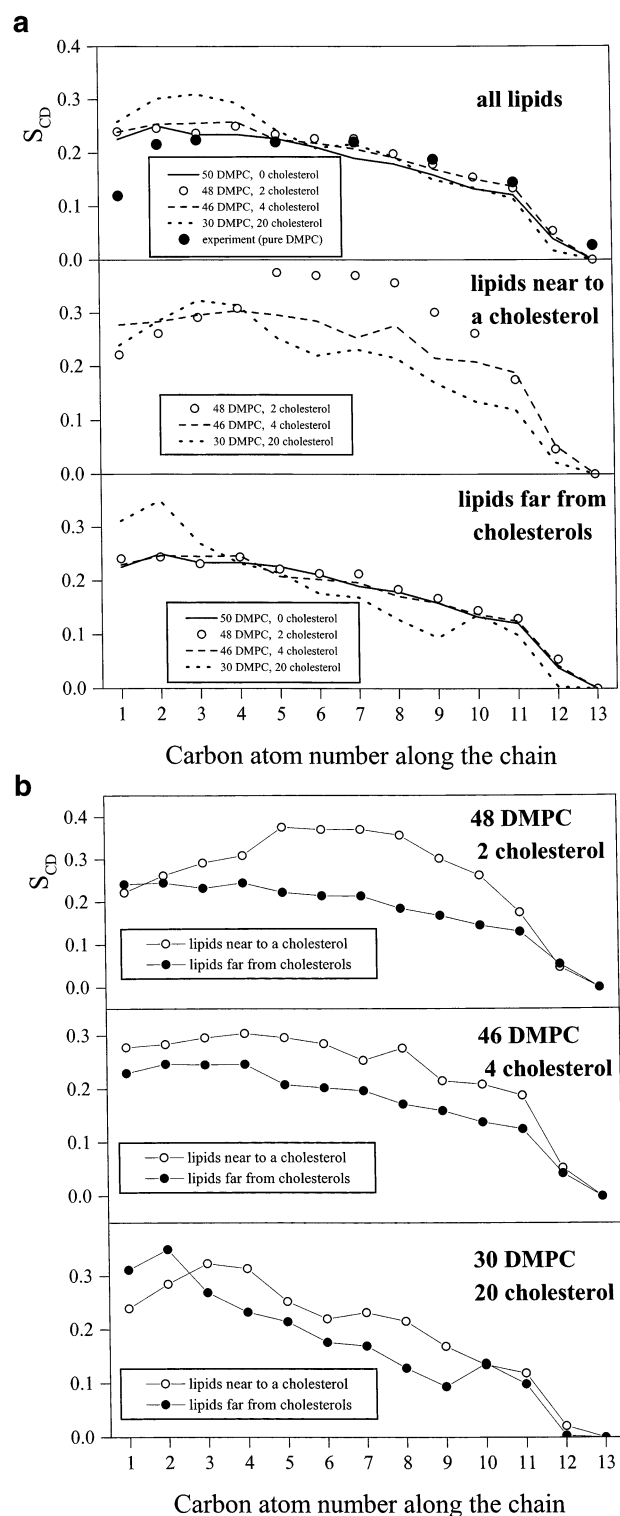 a
0.4
all lipids
0.3
S_CD
0.2
50 DMPC, 0 cholesterol
48 DMPC, 2 cholesterol
0.1
46 DMPC, 4 cholesterol
30 DMPC, 20 cholesterol
experiment (pure DMPC)
0.0
lipids near to
a cholesterol
0.3
0.2
48 DMPC, 2 cholesterol
0.1
46 DMPC, 4 cholesterol
30 DMPC, 20 cholesterol
0.0
lipids far from
cholesterols
0.3
0.2
50 DMPC, 0 cholesterol
48 DMPC, 2 cholesterol
0.1
46 DMPC, 4 cholesterol
30 DMPC, 20 cholesterol
0.0
1 2 3 4 5 6 7 8 9 10 11 12 13
Carbon atom number along the chain
b
0.4
48 DMPC
2 cholesterol
S_CD
0.3
0.2
0.1
lipids near to a cholesterol
lipids far from cholesterols
0.0
0.3
46 DMPC
4 cholesterol
0.2
0.1
lipids near to a cholesterol
lipids far from cholesterols
0.0
30 DMPC
20 cholesterol
0.3
0.2
0.1
lipids near to a cholesterol
lipids far from cholesterols
0.0
1 2 3 4 5 6 7 8 9 10 11 12 13
Carbon atom number along the chain